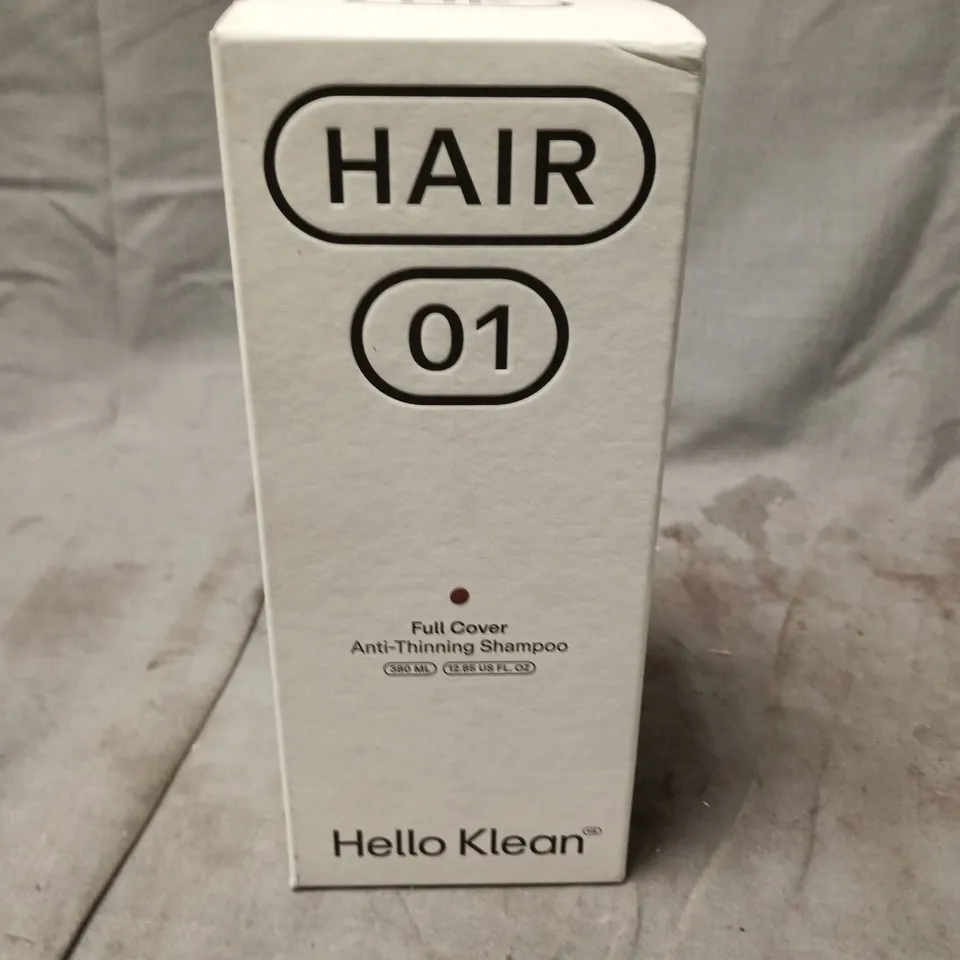 HAIR
01
Full Cover
Anti-Thinning Shampoo
380 ML 12.85 US FL. OZ
Hello Klean